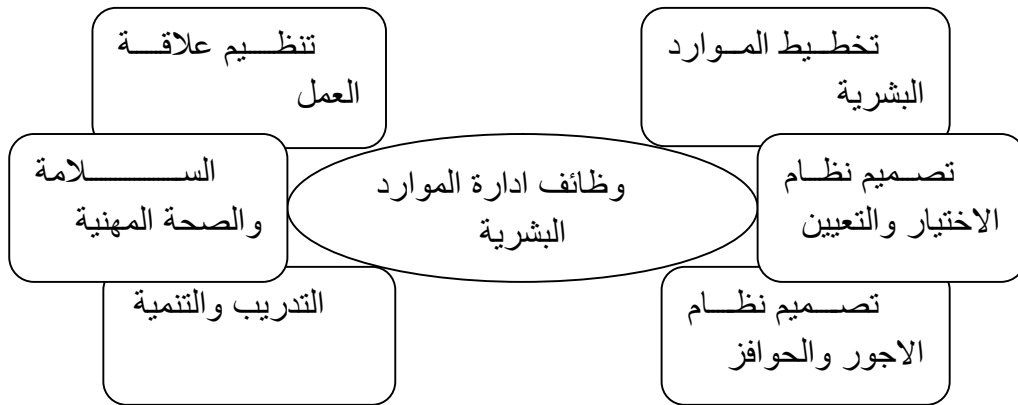 تخطيط الموارد
البشرية
تصميم نظام
الاختيار والتعيين
تصميم نظام
الاجور والحوافز
وظائف ادارة الموارد
البشرية
تنظيم علاقة
العمل
السلامة
والصحة المهنية
التدريب والتنمية